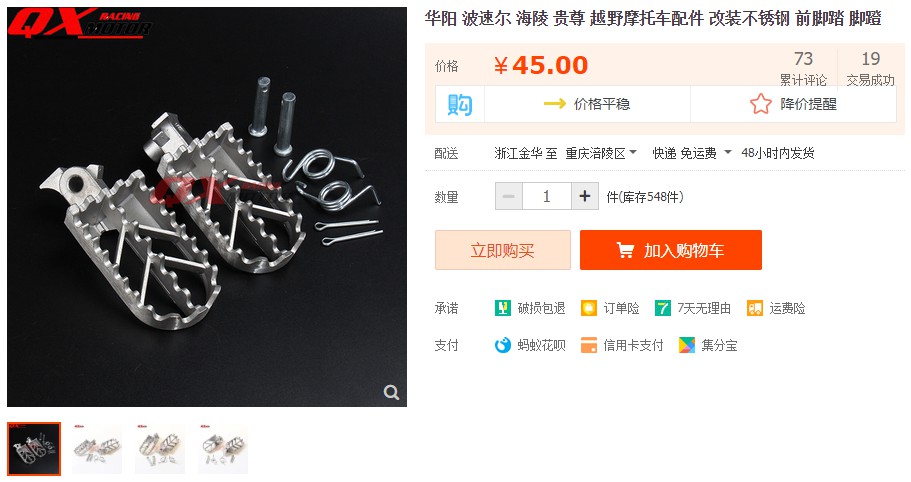 QX RACING
MOTOR
QX
华阳 波速尔 海陵 贵尊 越野摩托车配件 改装不锈钢 前脚踏 脚蹬
价格
¥45.00
73
累计评论
19
交易成功
购
价格平稳
降价提醒
配送
浙江金华 至 重庆涪陵区
快递 免运费
48小时内发货
数量
− 1 +
件(库存548件)
立即购买
加入购物车
承诺
破损包退
订单险
7
7天无理由
运费险
支付
蚂蚁花呗
信用卡支付
集分宝